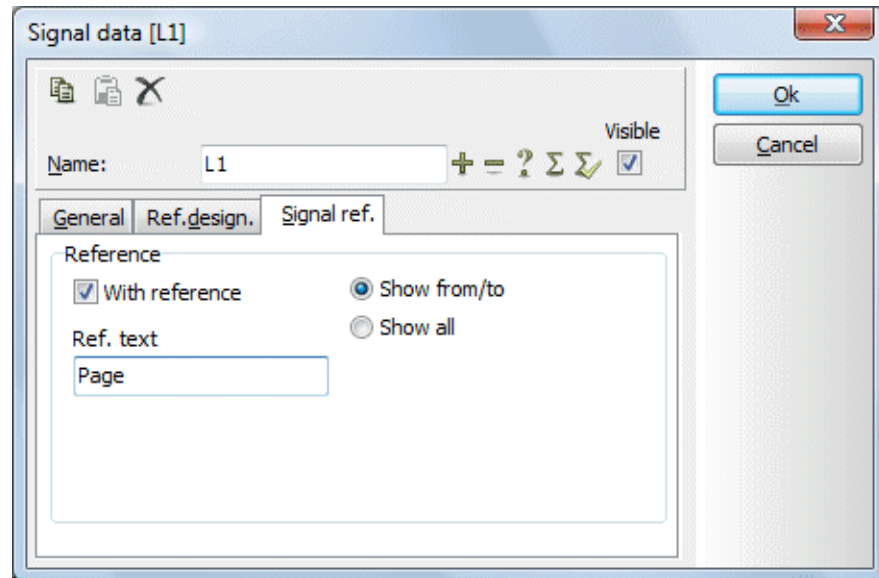 Signal data [L1]
Ok
Visible
Cancel
Name: L1
General Ref.design. Signal ref.
Reference
With reference Show from/to
Show all
Ref. text
Page